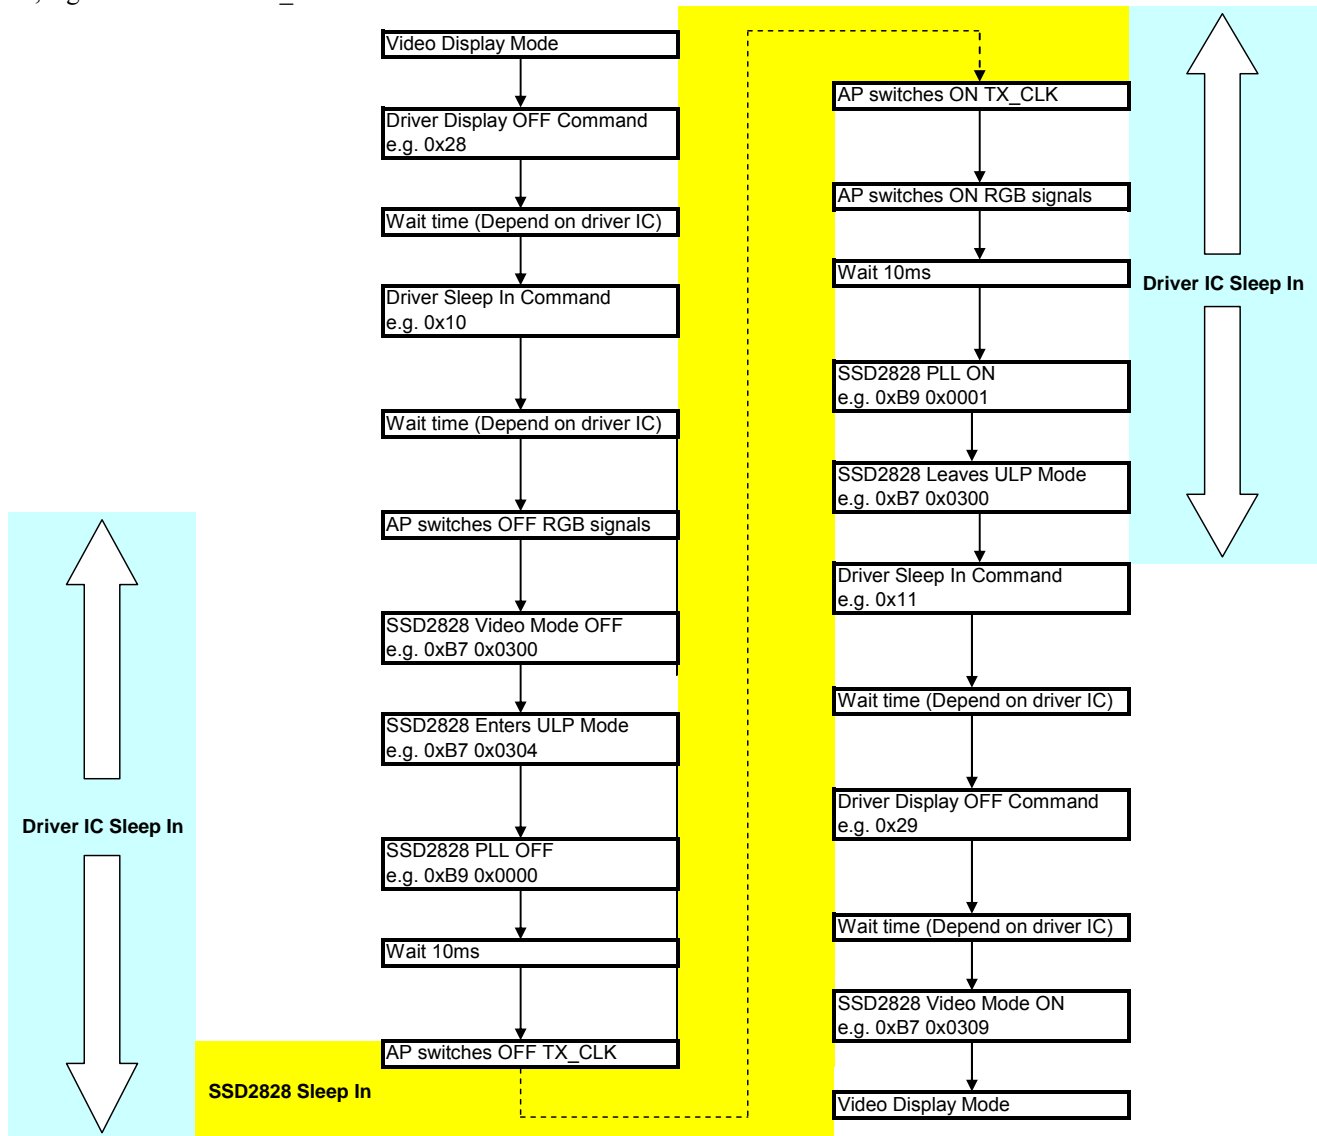 Video Display Mode
Driver Display OFF Command
e.g. 0x28
Wait time (Depend on driver IC)
Driver Sleep In Command
e.g. 0x10
Wait time (Depend on driver IC)
AP switches OFF RGB signals
SSD2828 Video Mode OFF
e.g. 0xB7 0x0300
SSD2828 Enters ULP Mode
e.g. 0xB7 0x0304
SSD2828 PLL OFF
e.g. 0xB9 0x0000
Wait 10ms
AP switches OFF TX_CLK
Driver IC Sleep In
SSD2828 Sleep In
AP switches ON TX_CLK
AP switches ON RGB signals
Wait 10ms
SSD2828 PLL ON
e.g. 0xB9 0x0001
SSD2828 Leaves ULP Mode
e.g. 0xB7 0x0300
Driver Sleep In Command
e.g. 0x11
Wait time (Depend on driver IC)
Driver Display OFF Command
e.g. 0x29
Wait time (Depend on driver IC)
SSD2828 Video Mode ON
e.g. 0xB7 0x0309
Video Display Mode
Driver IC Sleep In